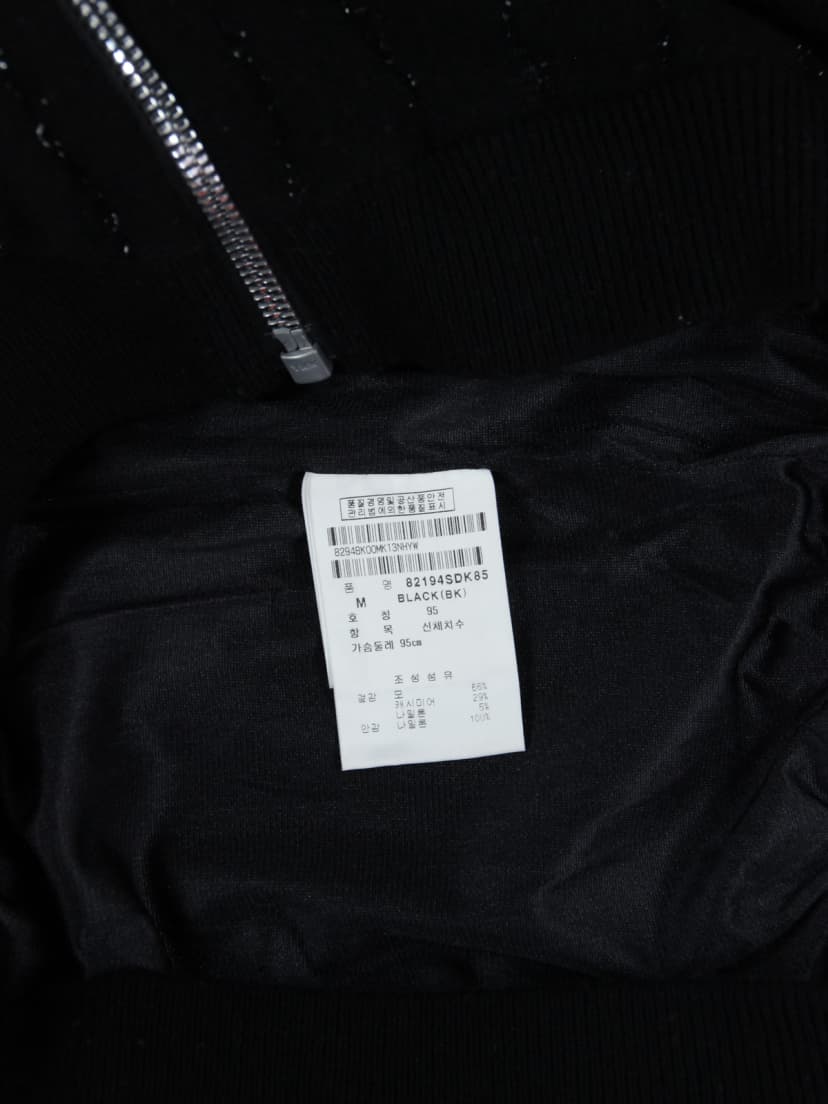 품질경영및공산품안전
관리법에의한품질표시
82948K00MK13NHYW
품 명 82194SDK85
M BLACK(BK)
호 칭 95
항 목 신체치수
가슴둘레 95cm
조성섬유
겉감 모 66%
캐시미어 29%
나일론 5%
안감 나일론 100%